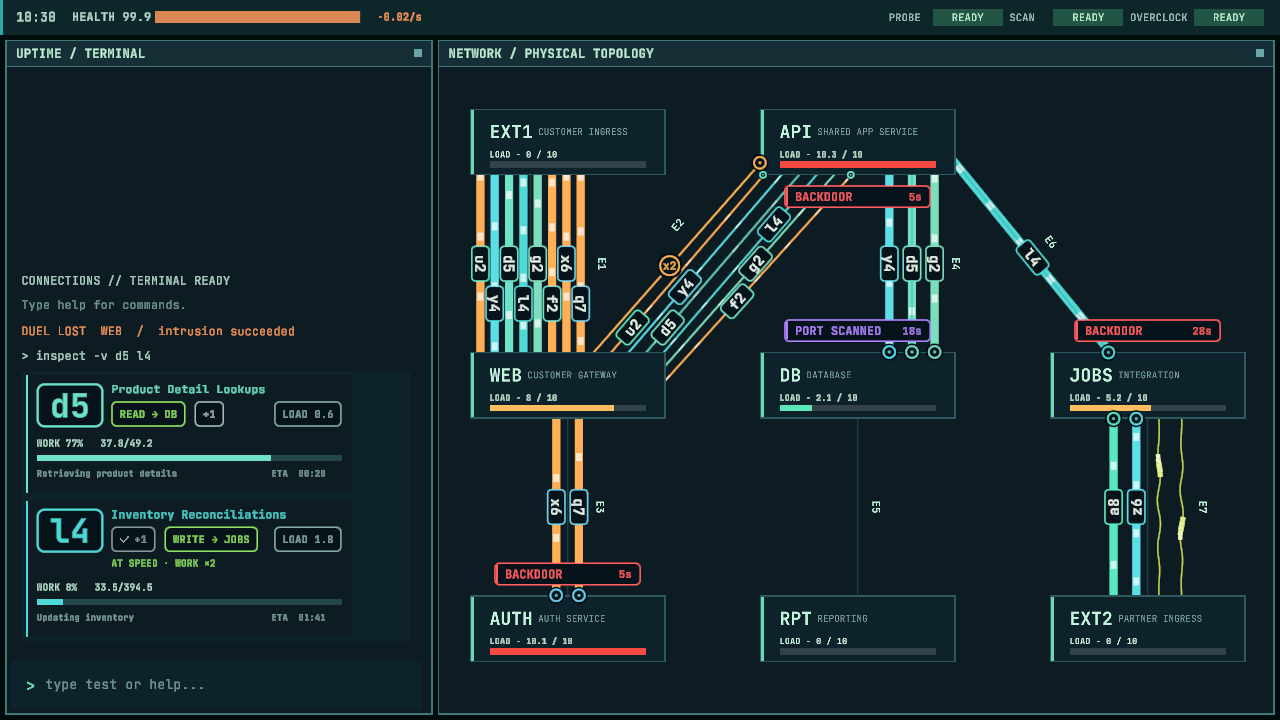 10:30 HEALTH 99.9 -0.02/s PROBE READY SCAN READY OVERCLOCK READY
UPTIME / TERMINAL
CONNECTIONS // TERMINAL READY
Type help for commands.
DUEL LOST WEB / intrusion succeeded
> inspect -v d5 l4
d5 Product Detail Lookups
READ → DB +1 LOAD 0.6
WORK 77% 37.8/49.2
Retrieving product details ETA 00:20
l4 Inventory Reconciliations
✓ +1 WRITE → JOBS LOAD 1.8
AT SPEED · WORK ×2
WORK 8% 33.5/394.5
Updating inventory ETA 01:41
> type test or help...
NETWORK / PHYSICAL TOPOLOGY
EXT1 CUSTOMER INGRESS
LOAD - 0 / 10
API SHARED APP SERVICE
LOAD - 10.3 / 10
BACKDOOR 5s
E2
E6
u2 d5 g2 x6 E1
y4 l4 f2 q7
x2
l4
g2
y4
f2
u2
d5
y4 d5 g2 E4
l4
PORT SCANNED 18s
BACKDOOR 28s
WEB CUSTOMER GATEWAY
LOAD - 8 / 10
DB DATABASE
LOAD - 2.1 / 10
JOBS INTEGRATION
LOAD - 5.2 / 10
x6 q7 E3
E5
a8 z6 E7
BACKDOOR 5s
AUTH AUTH SERVICE
LOAD - 10.1 / 10
RPT REPORTING
LOAD - 0 / 10
EXT2 PARTNER INGRESS
LOAD - 0 / 10